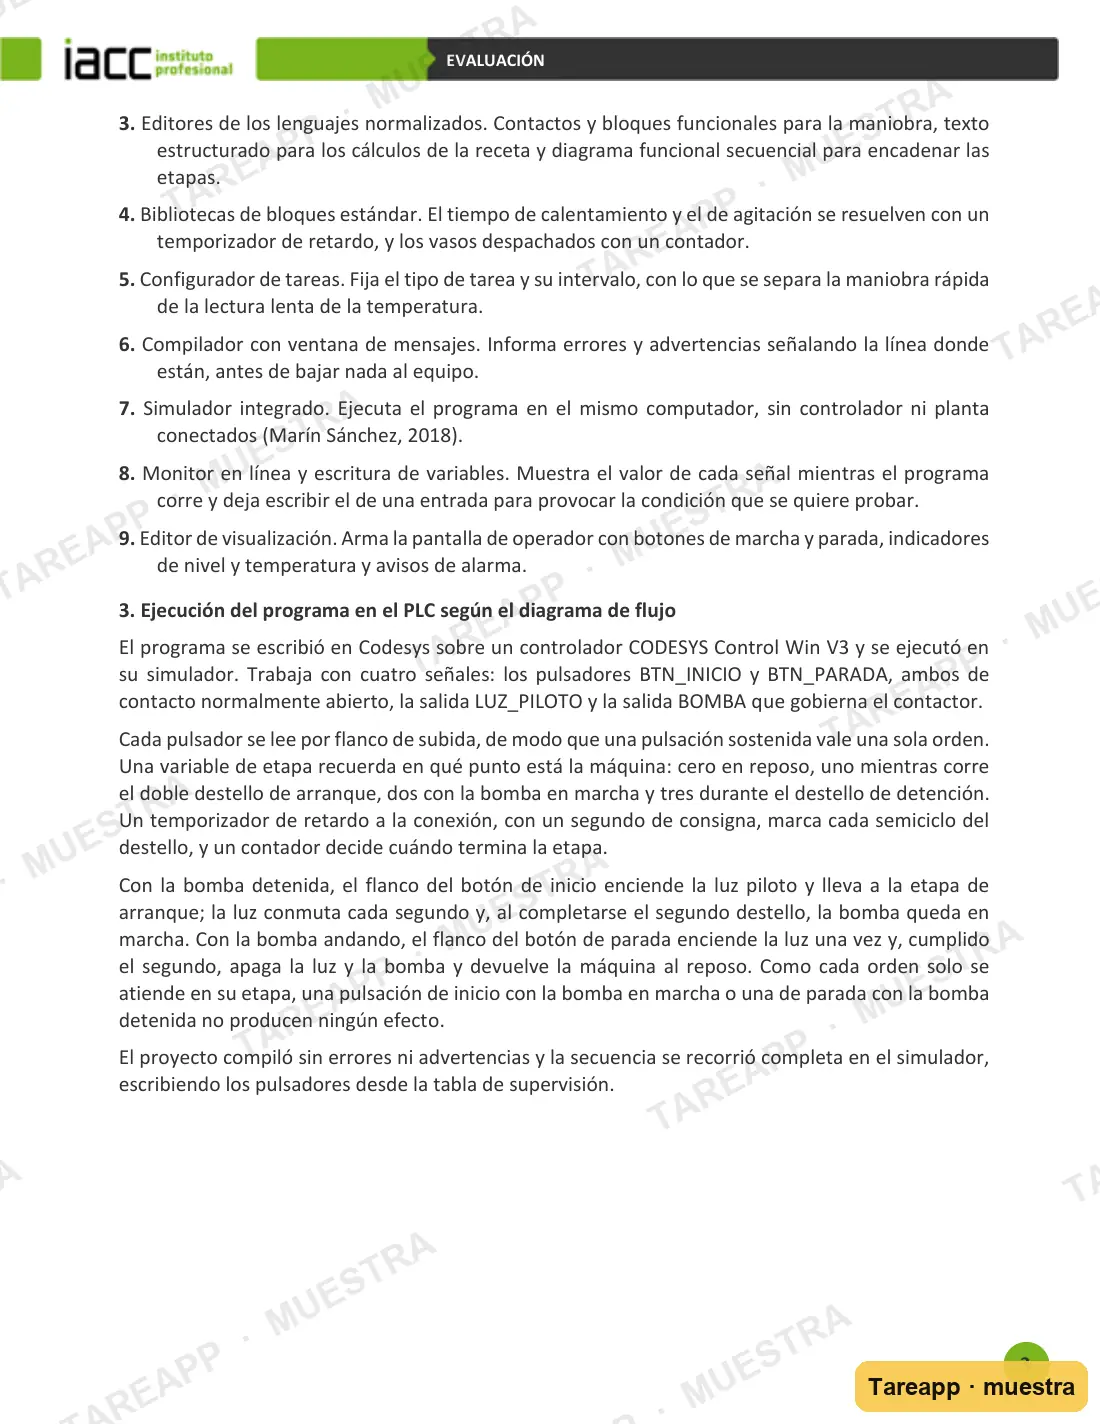 iacc instituto profesional
EVALUACIÓN
3. Editores de los lenguajes normalizados. Contactos y bloques funcionales para la maniobra, texto
estructurado para los cálculos de la receta y diagrama funcional secuencial para encadenar las
etapas.
4. Bibliotecas de bloques estándar. El tiempo de calentamiento y el de agitación se resuelven con un
temporizador de retardo, y los vasos despachados con un contador.
5. Configurador de tareas. Fija el tipo de tarea y su intervalo, con lo que se separa la maniobra rápida
de la lectura lenta de la temperatura.
6. Compilador con ventana de mensajes. Informa errores y advertencias señalando la línea donde
están, antes de bajar nada al equipo.
7. Simulador integrado. Ejecuta el programa en el mismo computador, sin controlador ni planta
conectados (Marín Sánchez, 2018).
8. Monitor en línea y escritura de variables. Muestra el valor de cada señal mientras el programa
corre y deja escribir el de una entrada para provocar la condición que se quiere probar.
9. Editor de visualización. Arma la pantalla de operador con botones de marcha y parada, indicadores
de nivel y temperatura y avisos de alarma.
3. Ejecución del programa en el PLC según el diagrama de flujo
El programa se escribió en Codesys sobre un controlador CODESYS Control Win V3 y se ejecutó en
su simulador. Trabaja con cuatro señales: los pulsadores BTN_INICIO y BTN_PARADA, ambos de
contacto normalmente abierto, la salida LUZ_PILOTO y la salida BOMBA que gobierna el contactor.
Cada pulsador se lee por flanco de subida, de modo que una pulsación sostenida vale una sola orden.
Una variable de etapa recuerda en qué punto está la máquina: cero en reposo, uno mientras corre
el doble destello de arranque, dos con la bomba en marcha y tres durante el destello de detención.
Un temporizador de retardo a la conexión, con un segundo de consigna, marca cada semiciclo del
destello, y un contador decide cuándo termina la etapa.
Con la bomba detenida, el flanco del botón de inicio enciende la luz piloto y lleva a la etapa de
arranque; la luz conmuta cada segundo y, al completarse el segundo destello, la bomba queda en
marcha. Con la bomba andando, el flanco del botón de parada enciende la luz una vez y, cumplido
el segundo, apaga la luz y la bomba y devuelve la máquina al reposo. Como cada orden solo se
atiende en su etapa, una pulsación de inicio con la bomba en marcha o una de parada con la bomba
detenida no producen ningún efecto.
El proyecto compiló sin errores ni advertencias y la secuencia se recorrió completa en el simulador,
escribiendo los pulsadores desde la tabla de supervisión.
TAREAPP · MUESTRA
Tareapp · muestra